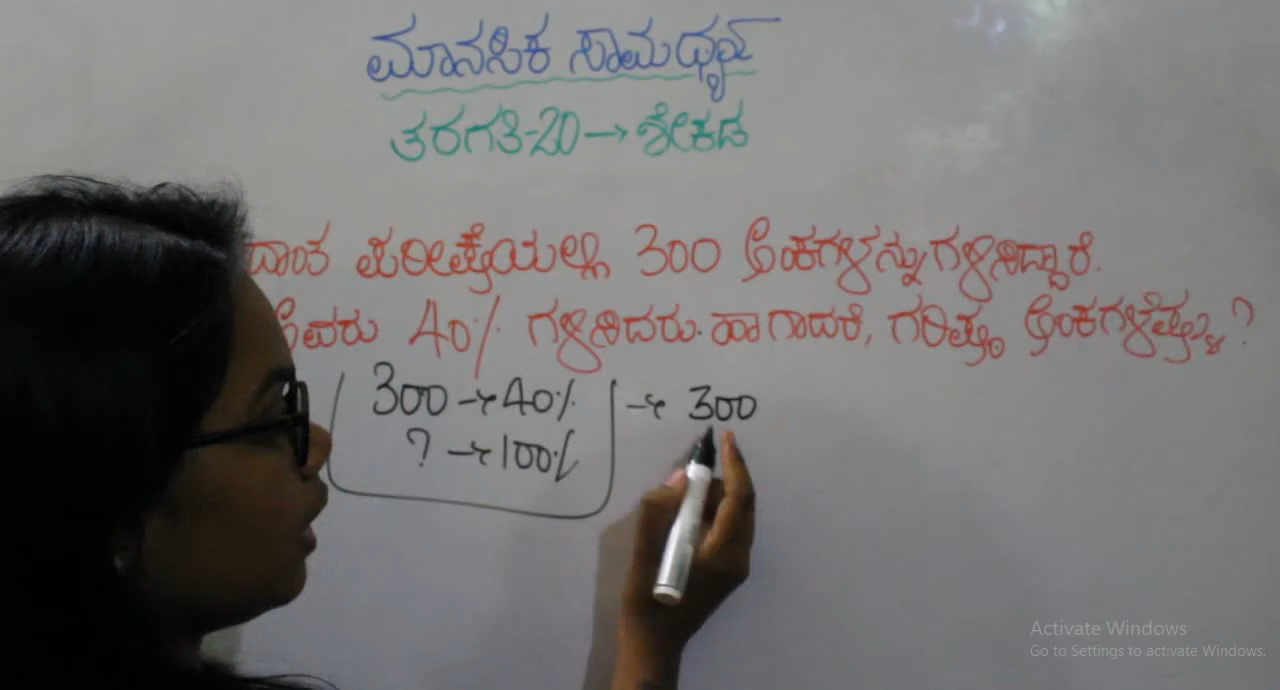 ಮಾನಸಿಕ ಸಾಮರ್ಥ್ಯ
ತರಗತಿ-20→ಶೇಕಡ
ಪರೀಕ್ಷೆಯಲ್ಲಿ 300 ಅಂಕಗಳನ್ನು ಗಳಿಸಿದ್ದಾರೆ.
40% ಗಳಿಸಿದರು. ಹಾಗಾದರೆ, ಗರಿಷ್ಠ ಅಂಕಗಳೆಷ್ಟು?
300 → 40% → 300
? → 100%
Activate Windows
Go to Settings to activate Windows.